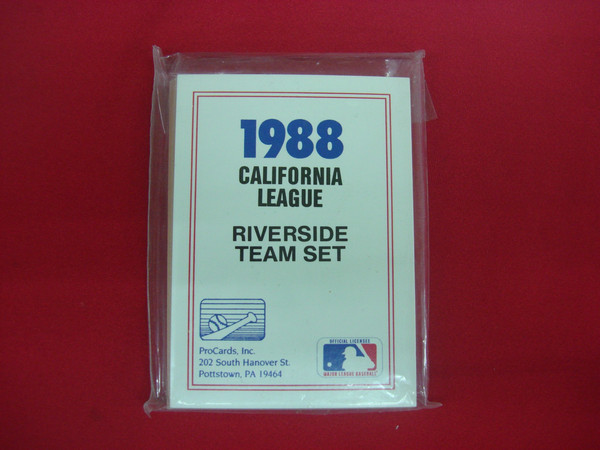 1988
CALIFORNIA
LEAGUE
RIVERSIDE
TEAM SET
ProCards, Inc.
202 South Hanover St.
Pottstown, PA 19464
OFFICIAL LICENSEE
MAJOR LEAGUE BASEBALL